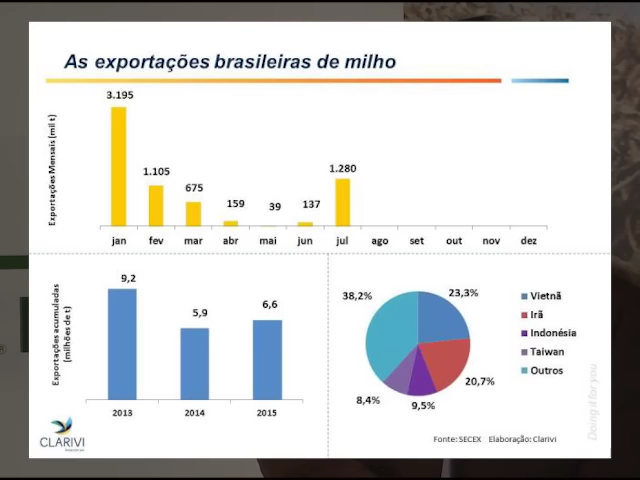 As exportações brasileiras de milho
Exportações Mensais (mil t)
3.195
1.105
675
159
39
137
1.280
jan fev mar abr mai jun jul ago set out nov dez
Exportações acumuladas
(milhões de t)
9,2
5,9
6,6
2013 2014 2015
38,2%
23,3%
20,7%
9,5%
8,4%
Vietnã
Irã
Indonésia
Taiwan
Outros
CLARIVI
Fonte: SECEX Elaboração: Clarivi
Doing it for you